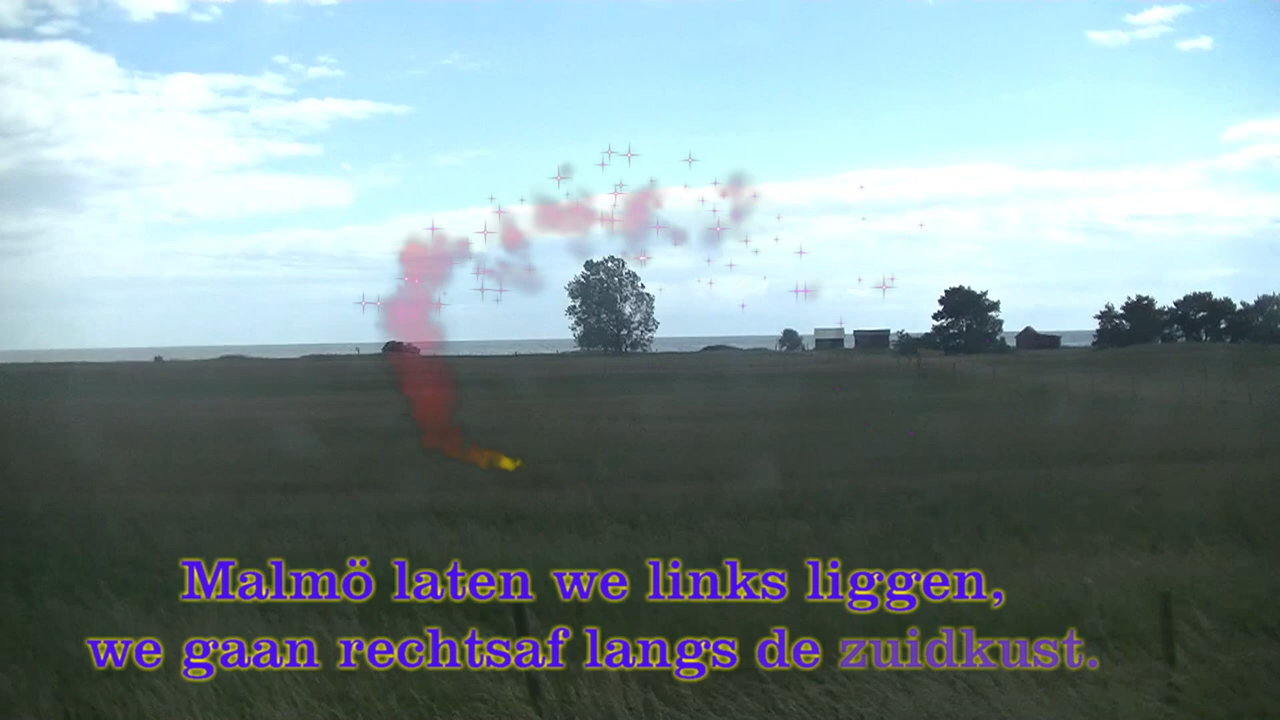 Malmö laten we links liggen,
we gaan rechtsaf langs de zuidkust.